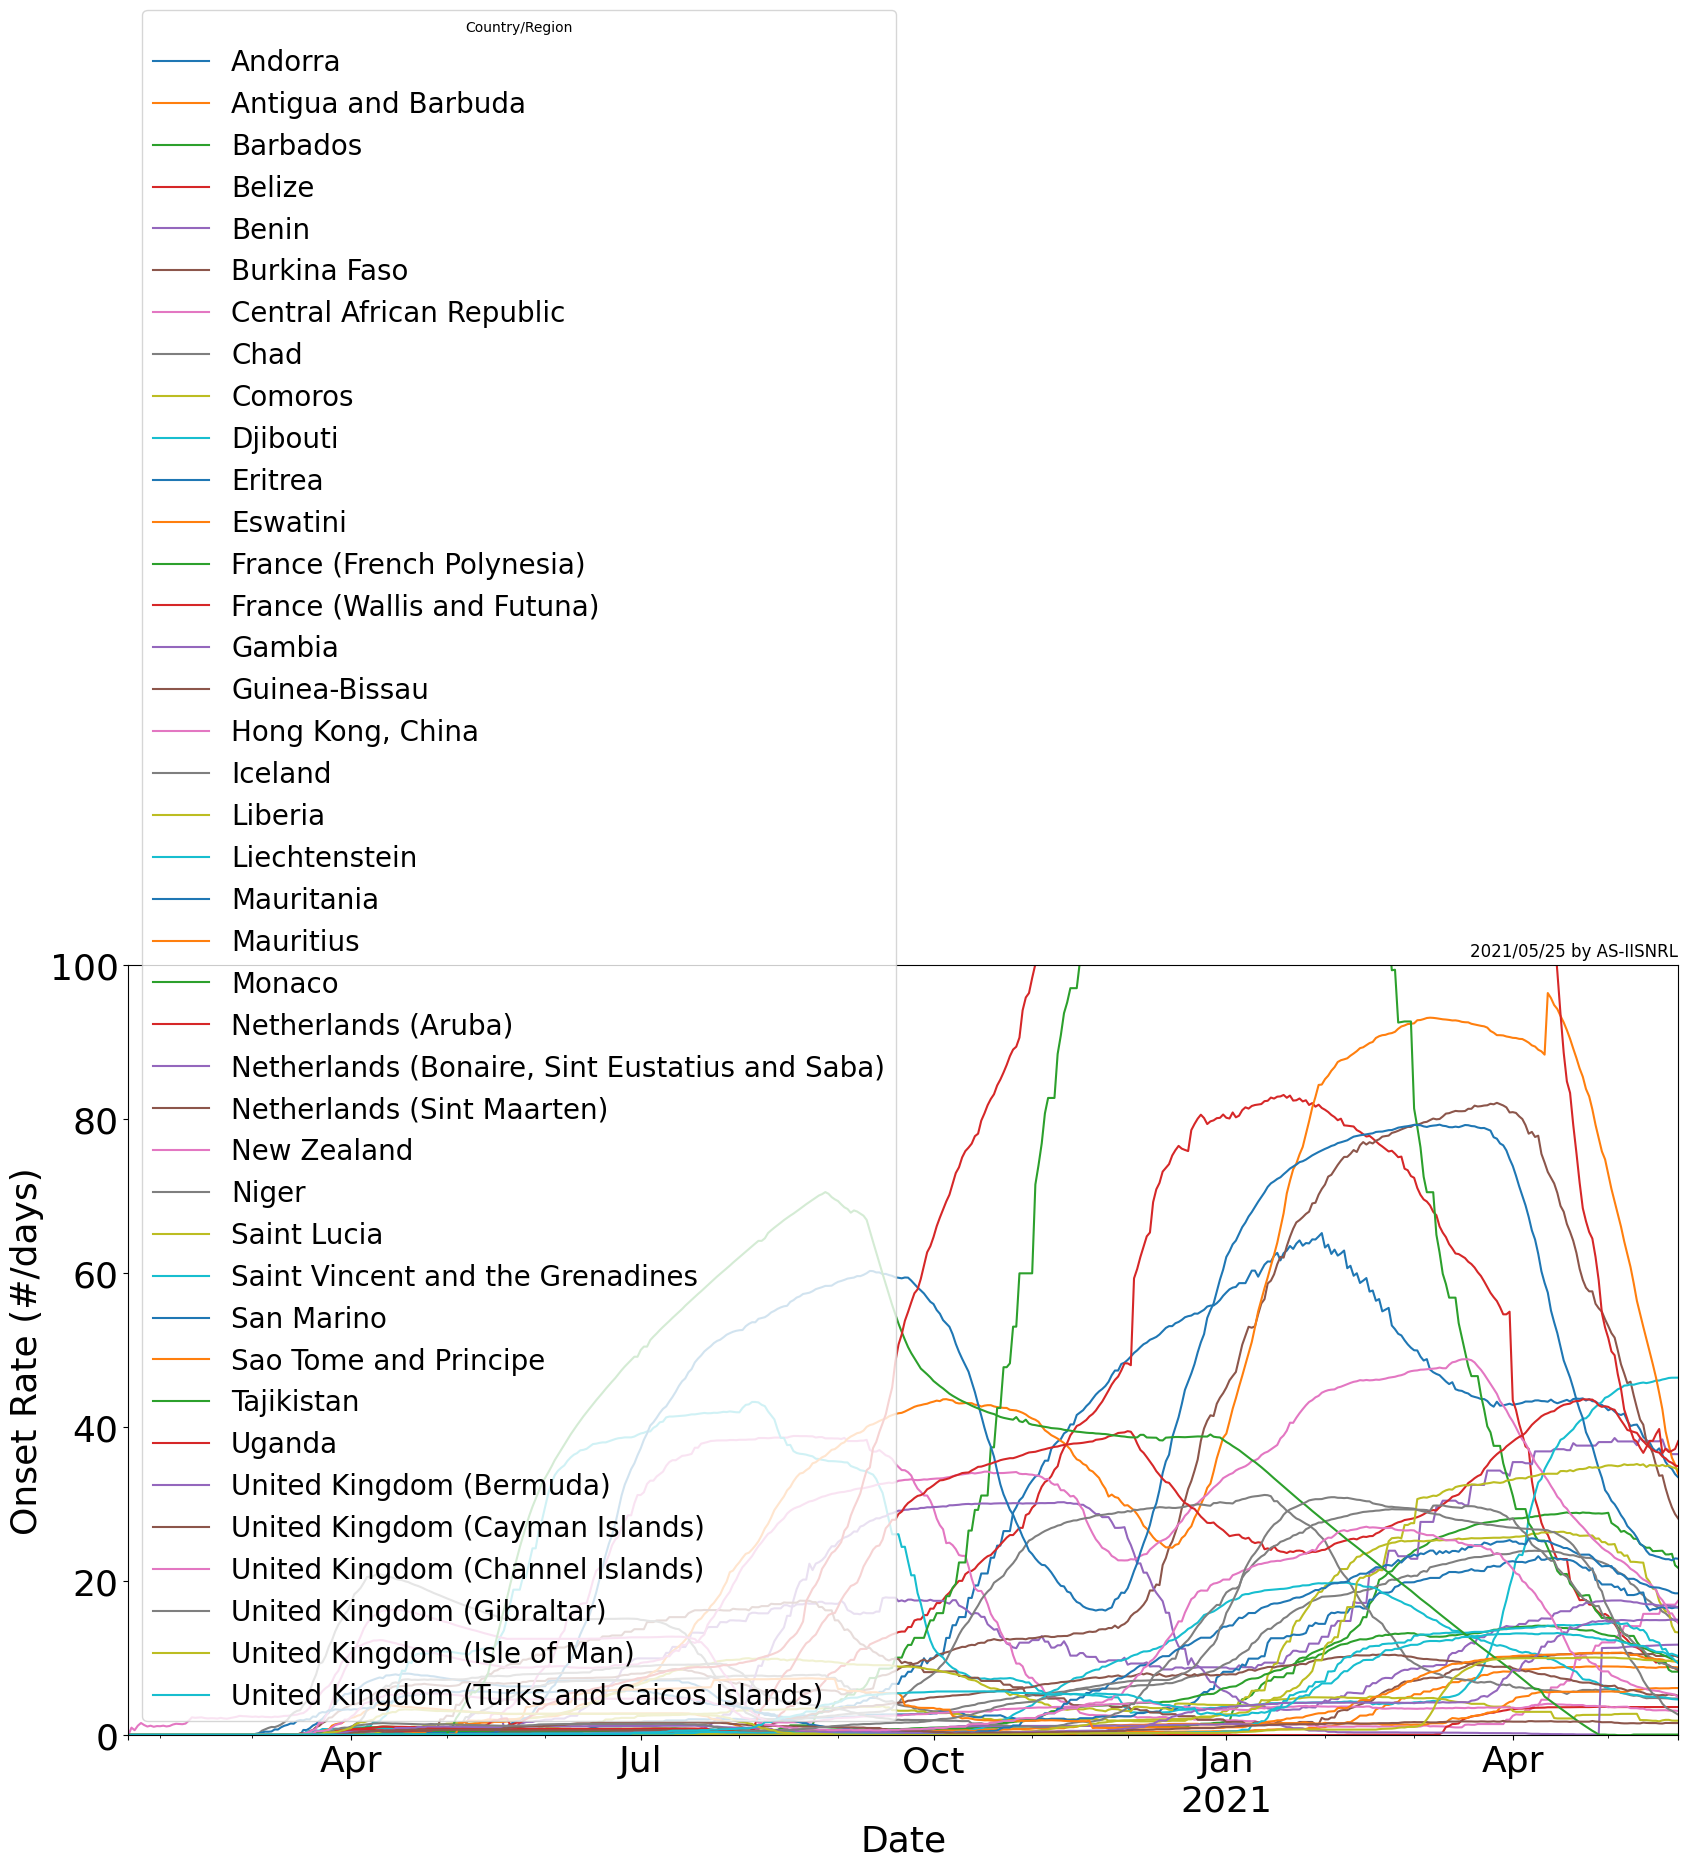 Country/Region
Andorra
Antigua and Barbuda
Barbados
Belize
Benin
Burkina Faso
Central African Republic
Chad
Comoros
Djibouti
Eritrea
Eswatini
France (French Polynesia)
France (Wallis and Futuna)
Gambia
Guinea-Bissau
Hong Kong, China
Iceland
Liberia
Liechtenstein
Mauritania
Mauritius
Monaco
Netherlands (Aruba)
Netherlands (Bonaire, Sint Eustatius and Saba)
Netherlands (Sint Maarten)
New Zealand
Niger
Saint Lucia
Saint Vincent and the Grenadines
San Marino
Sao Tome and Principe
Tajikistan
Uganda
United Kingdom (Bermuda)
United Kingdom (Cayman Islands)
United Kingdom (Channel Islands)
United Kingdom (Gibraltar)
United Kingdom (Isle of Man)
United Kingdom (Turks and Caicos Islands)
2021/05/25 by AS-IISNRL
100
80
60
40
20
0
Onset Rate (#/days)
Apr
Jul
Oct
Jan
2021
Apr
Date